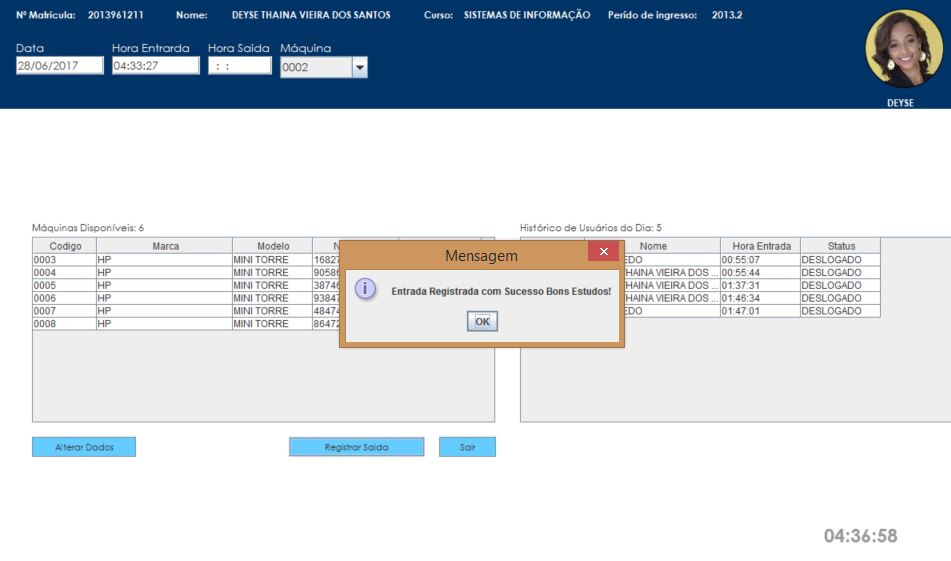 Nº Matricula: 2013961211 Nome: DEYSE THAINA VIEIRA DOS SANTOS Curso: SISTEMAS DE INFORMAÇÃO Perído de ingresso: 2013.2
Data Hora Entrarda Hora Saída Máquina
28/06/2017 04:33:27 : : 0002
DEYSE
Máquinas Disponíveis: 6
Codigo Marca Modelo N
0003 HP MINI TORRE 16827
0004 HP MINI TORRE 90586
0005 HP MINI TORRE 38746
0006 HP MINI TORRE 93847
0007 HP MINI TORRE 48474
0008 HP MINI TORRE 86472
Histórico de Usuários do Dia: 5
Nome Hora Entrada Status
EDO 00:55:07 DESLOGADO
HAINA VIEIRA DOS ... 00:55:44 DESLOGADO
HAINA VIEIRA DOS ... 01:37:31 DESLOGADO
HAINA VIEIRA DOS ... 01:46:34 DESLOGADO
EDO 01:47:01 DESLOGADO
Mensagem
Entrada Registrada com Sucesso Bons Estudos!
OK
Alterar Dados Registrar Saída Sair
04:36:58